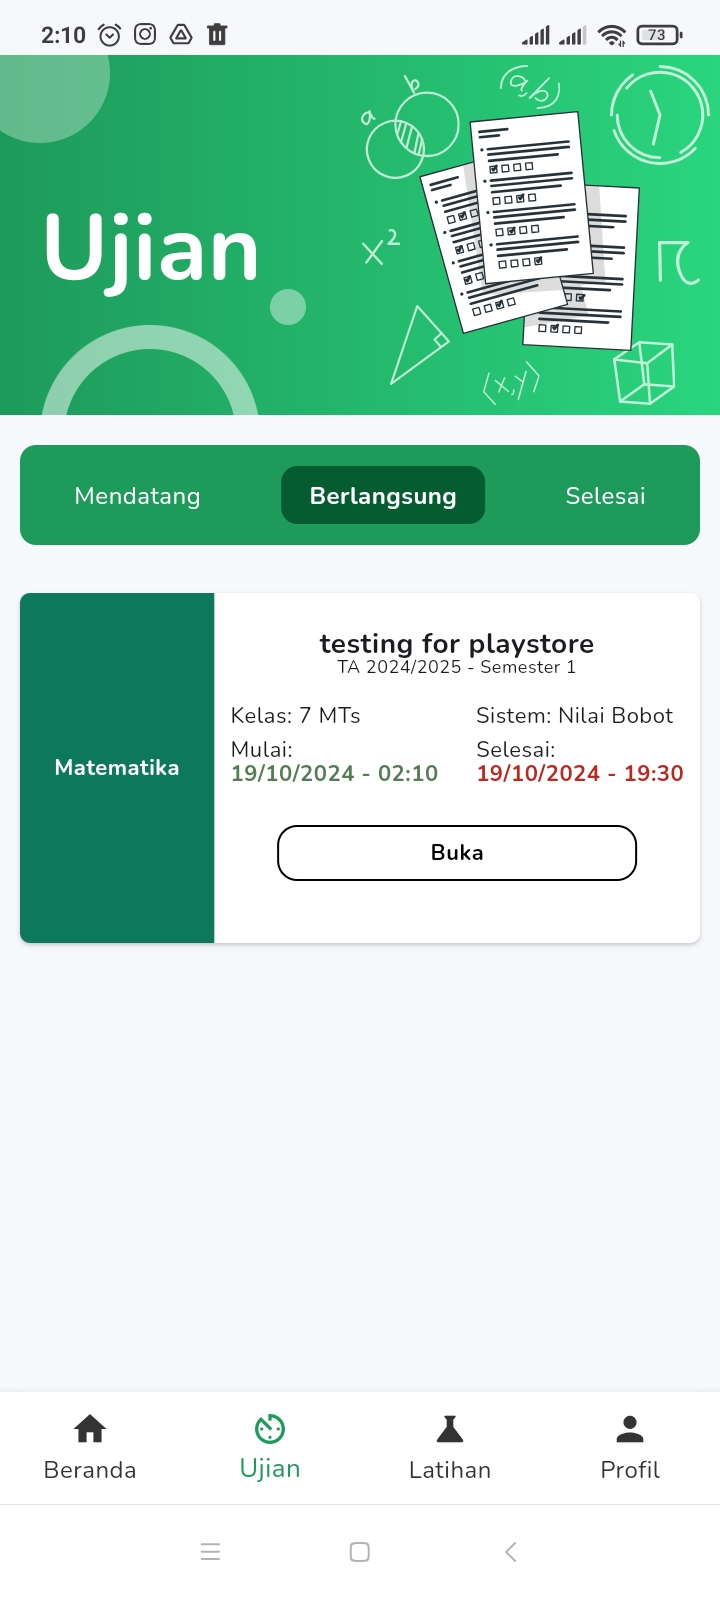 2:10
73
a
b
(a,b)
Ujian
x²
(x,y)
Mendatang
Berlangsung
Selesai
testing for playstore
TA 2024/2025 - Semester 1
Matematika
Kelas: 7 MTs
Sistem: Nilai Bobot
Mulai:
19/10/2024 - 02:10
Selesai:
19/10/2024 - 19:30
Buka
Beranda
Ujian
Latihan
Profil